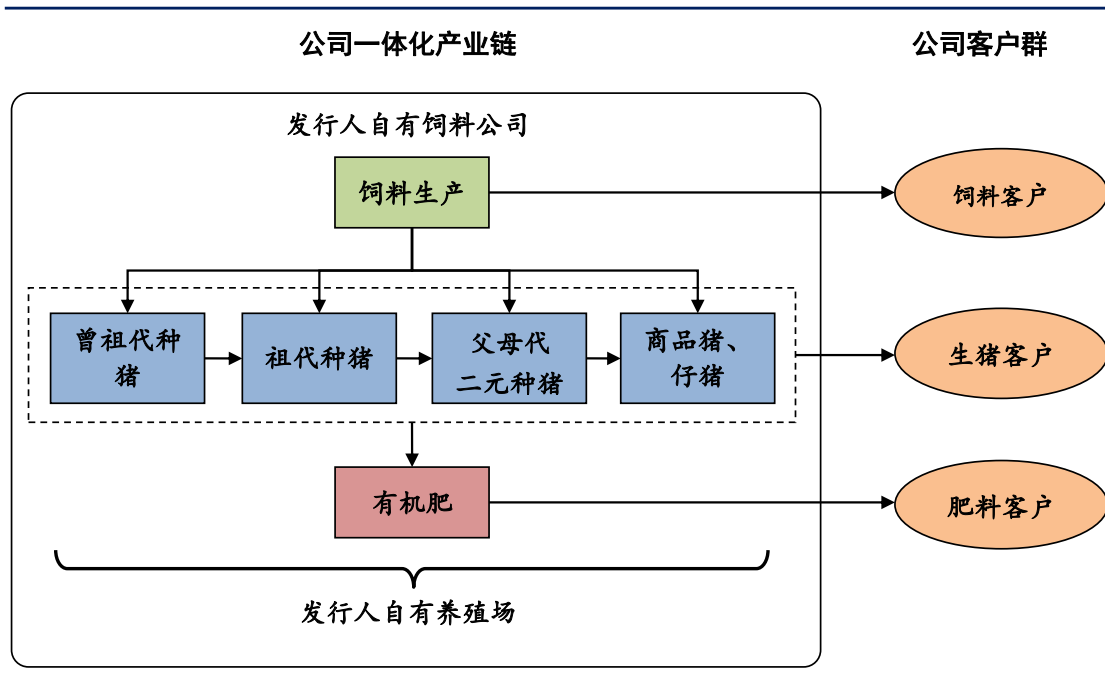 公司一体化产业链
公司客户群
发行人自有饲料公司
饲料生产
饲料客户
曾祖代种
猪
祖代种猪
父母代
二元种猪
商品猪、
仔猪
生猪客户
有机肥
肥料客户
发行人自有养殖场